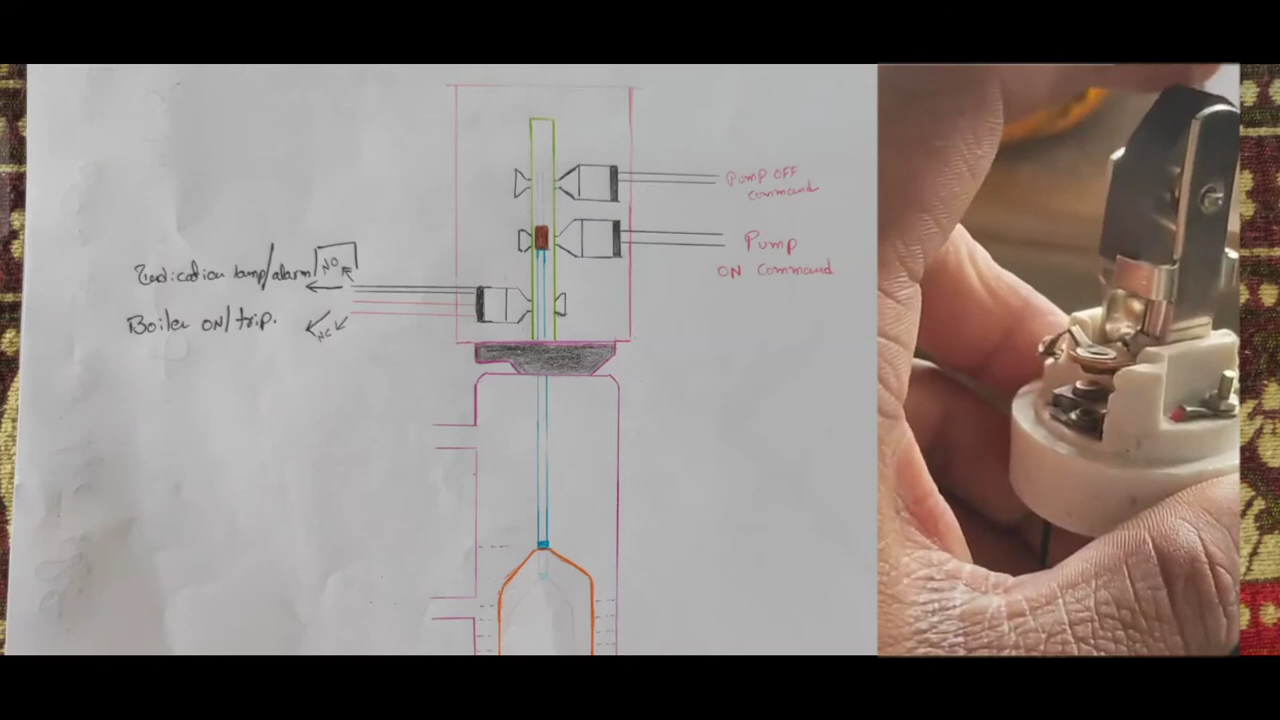 Pump OFF
command
Pump
ON Command
Indication lamp/alarm NO
Boiler ON/trip.
NC